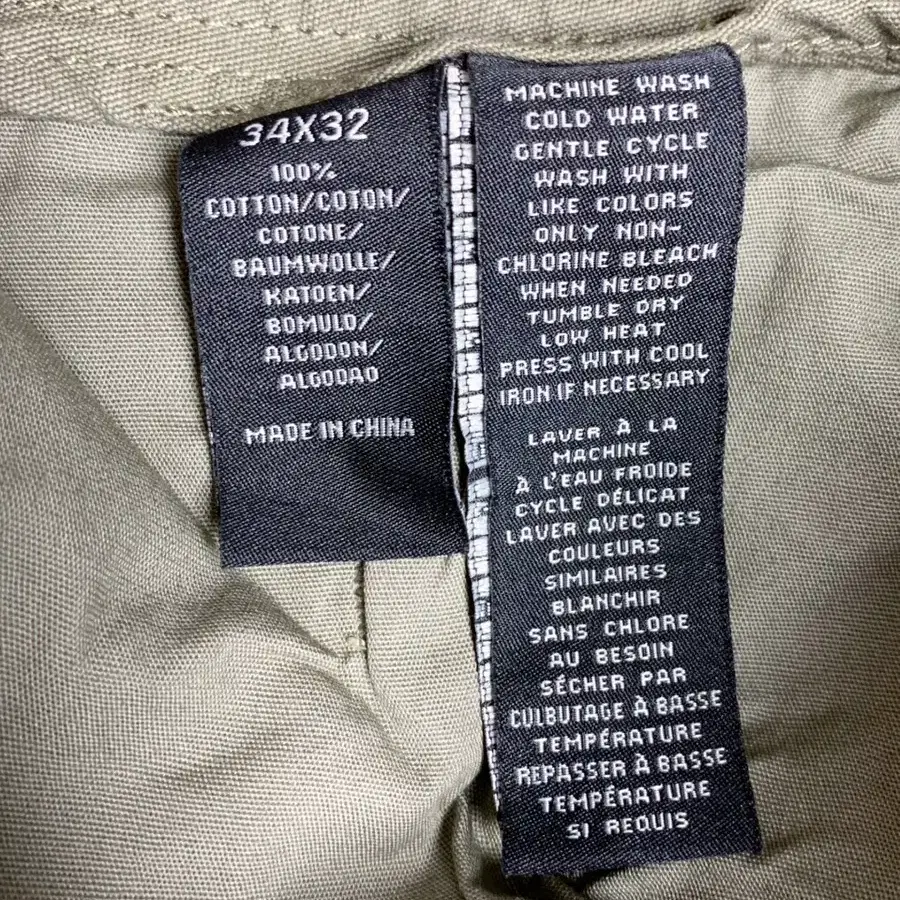 34X32
100%
COTTON/COTON/
COTONE/
BAUMWOLLE/
KATOEN/
BOMULD/
ALGODON/
ALGODAO
MADE IN CHINA
MACHINE WASH
COLD WATER
GENTLE CYCLE
WASH WITH
LIKE COLORS
ONLY NON-
CHLORINE BLEACH
WHEN NEEDED
TUMBLE DRY
LOW HEAT
PRESS WITH COOL
IRON IF NECESSARY
LAVER À LA
MACHINE
À L'EAU FROIDE
CYCLE DÉLICAT
LAVER AVEC DES
COULEURS
SIMILAIRES
BLANCHIR
SANS CHLORE
AU BESOIN
SÉCHER PAR
CULBUTAGE À BASSE
TEMPÉRATURE
REPASSER À BASSE
TEMPÉRATURE
SI REQUIS